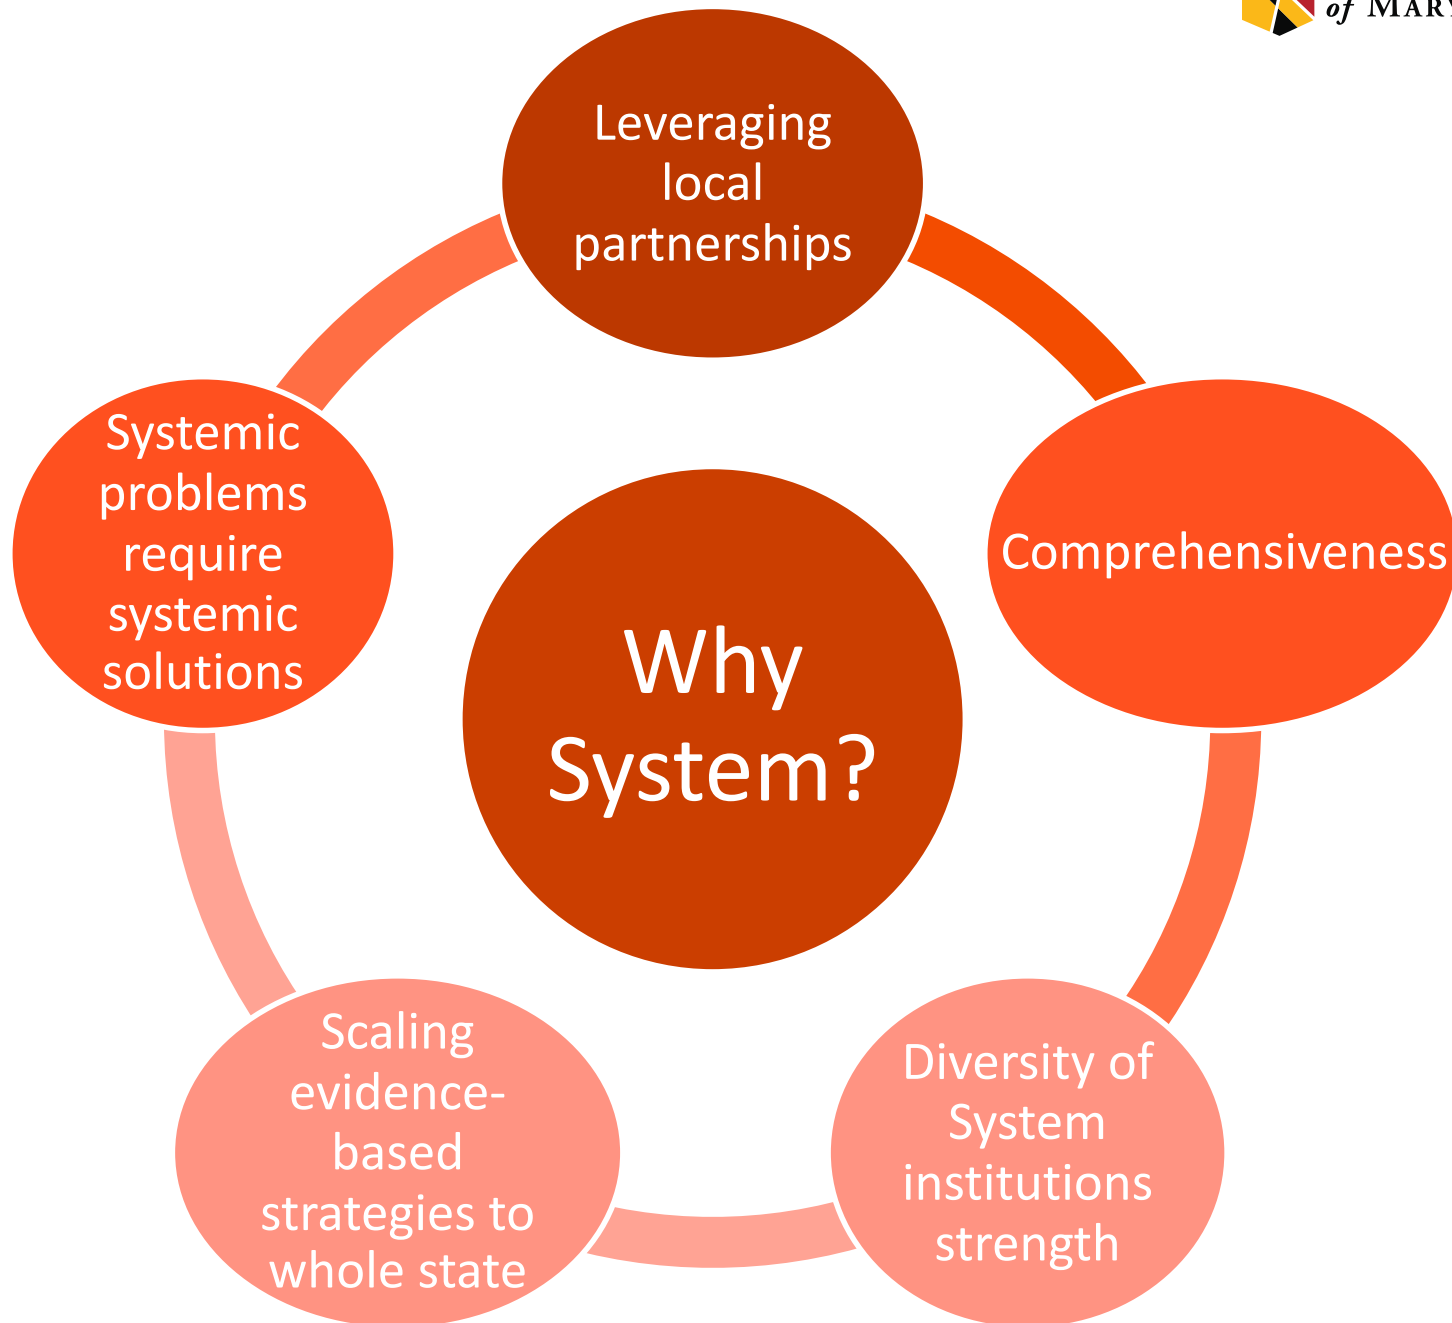 of MARY
Leveraging
local
partnerships
Comprehensiveness
Diversity of
System
institutions
strength
Scaling
evidence-
based
strategies to
whole state
Systemic
problems
require
systemic
solutions
Why
System?